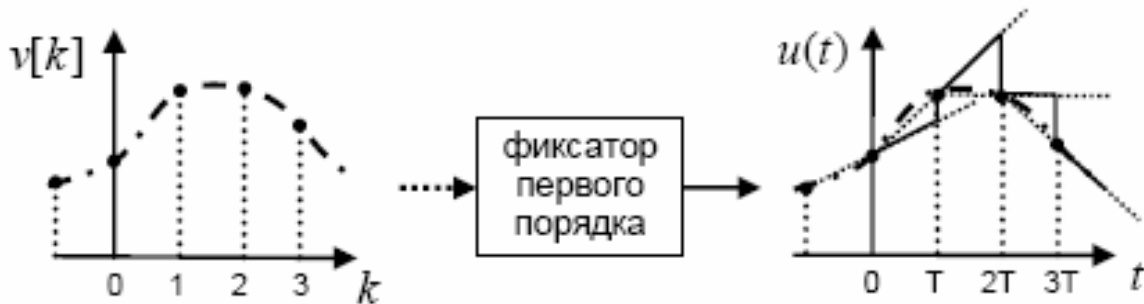 v[k]
0 1 2 3 k
фиксатор
первого
порядка
u(t)
0 T 2T 3T t